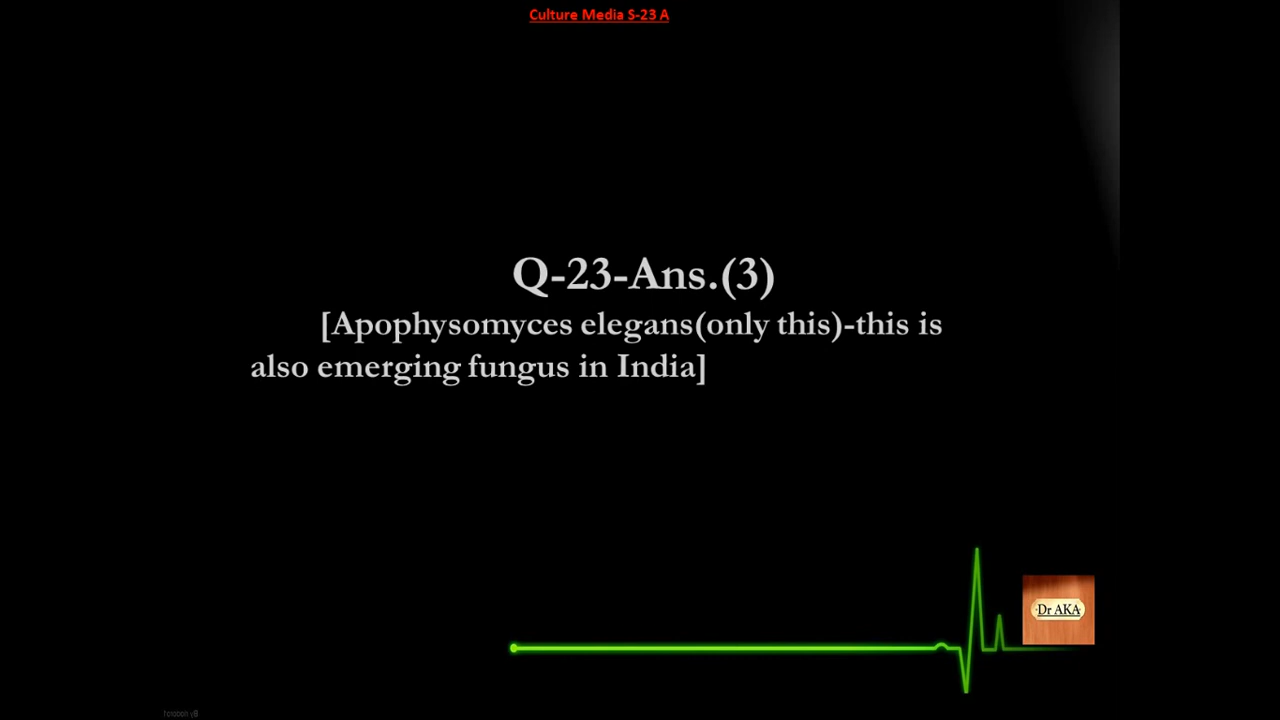 Culture Media S-23 A
Q-23-Ans.(3)
[Apophysomyces elegans(only this)-this is
also emerging fungus in India]
Dr AKA